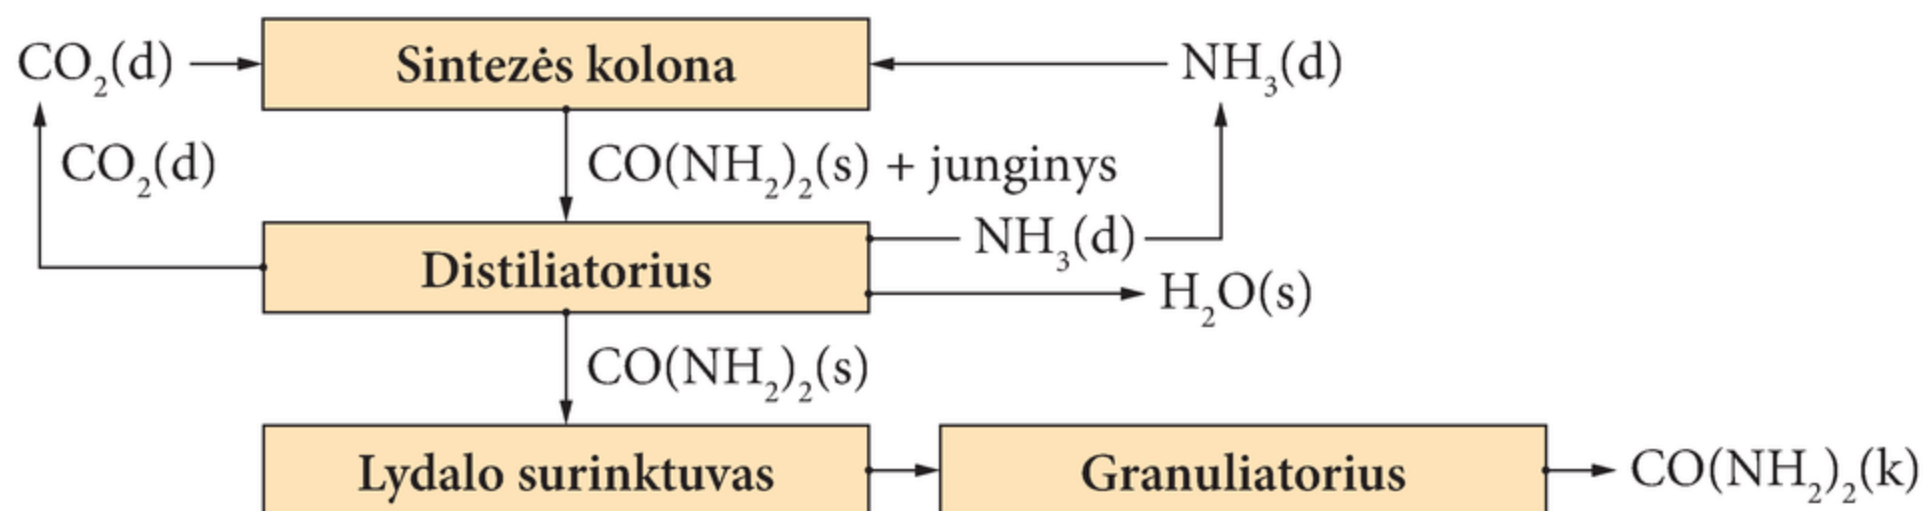 CO₂(d) Sintezės kolona NH₃(d)
CO₂(d) CO(NH₂)₂(s) + junginys
NH₃(d)
Distiliatorius
H₂O(s)
CO(NH₂)₂(s)
Lydalo surinktuvas Granuliatorius CO(NH₂)₂(k)